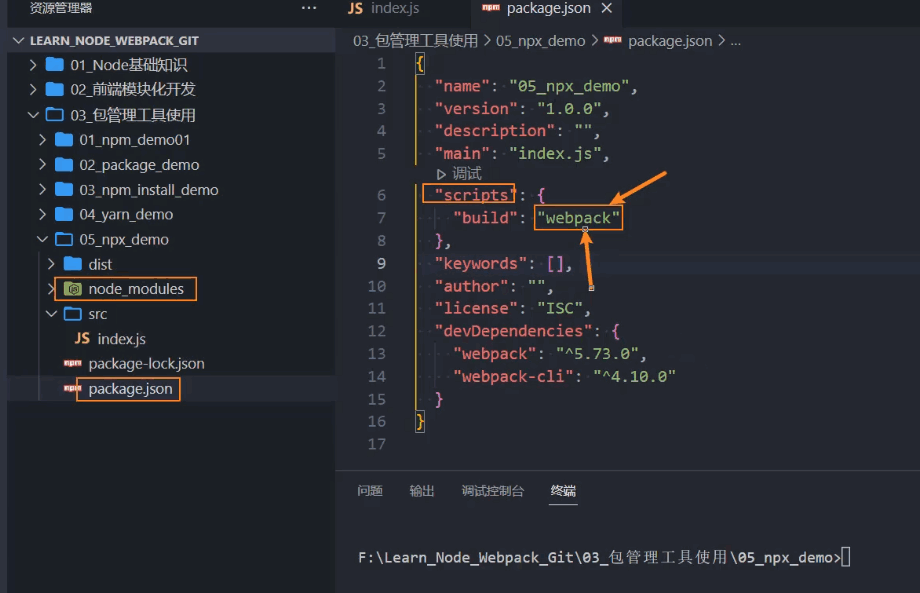 资源管理器 ···
LEARN_NODE_WEBPACK_GIT
01_Node基础知识
02_前端模块化开发
03_包管理工具使用
01_npm_demo01
02_package_demo
03_npm_install_demo
04_yarn_demo
05_npx_demo
dist
node_modules
src
JS index.js
npm package-lock.json
npm package.json
JS index.js npm package.json ×
03_包管理工具使用 > 05_npx_demo > npm package.json > ...
1 {
2 "name": "05_npx_demo",
3 "version": "1.0.0",
4 "description": "",
5 "main": "index.js",
调试
6 "scripts": {
7 "build": "webpack"
8 },
9 "keywords": [],
10 "author": "",
11 "license": "ISC",
12 "devDependencies": {
13 "webpack": "^5.73.0",
14 "webpack-cli": "^4.10.0"
15 }
16 }
17
问题 输出 调试控制台 终端
F:\Learn_Node_Webpack_Git\03_包管理工具使用\05_npx_demo>